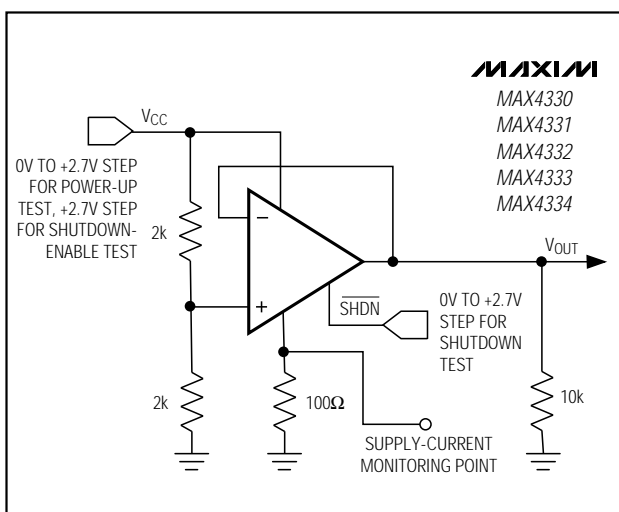 MAXIM
MAX4330
MAX4331
MAX4332
MAX4333
MAX4334
VCC
0V TO +2.7V STEP
FOR POWER-UP
TEST, +2.7V STEP
FOR SHUTDOWN-
ENABLE TEST
2k
−
+
VOUT
SHDN
0V TO +2.7V
STEP FOR
SHUTDOWN
TEST
2k
100Ω
10k
SUPPLY-CURRENT
MONITORING POINT